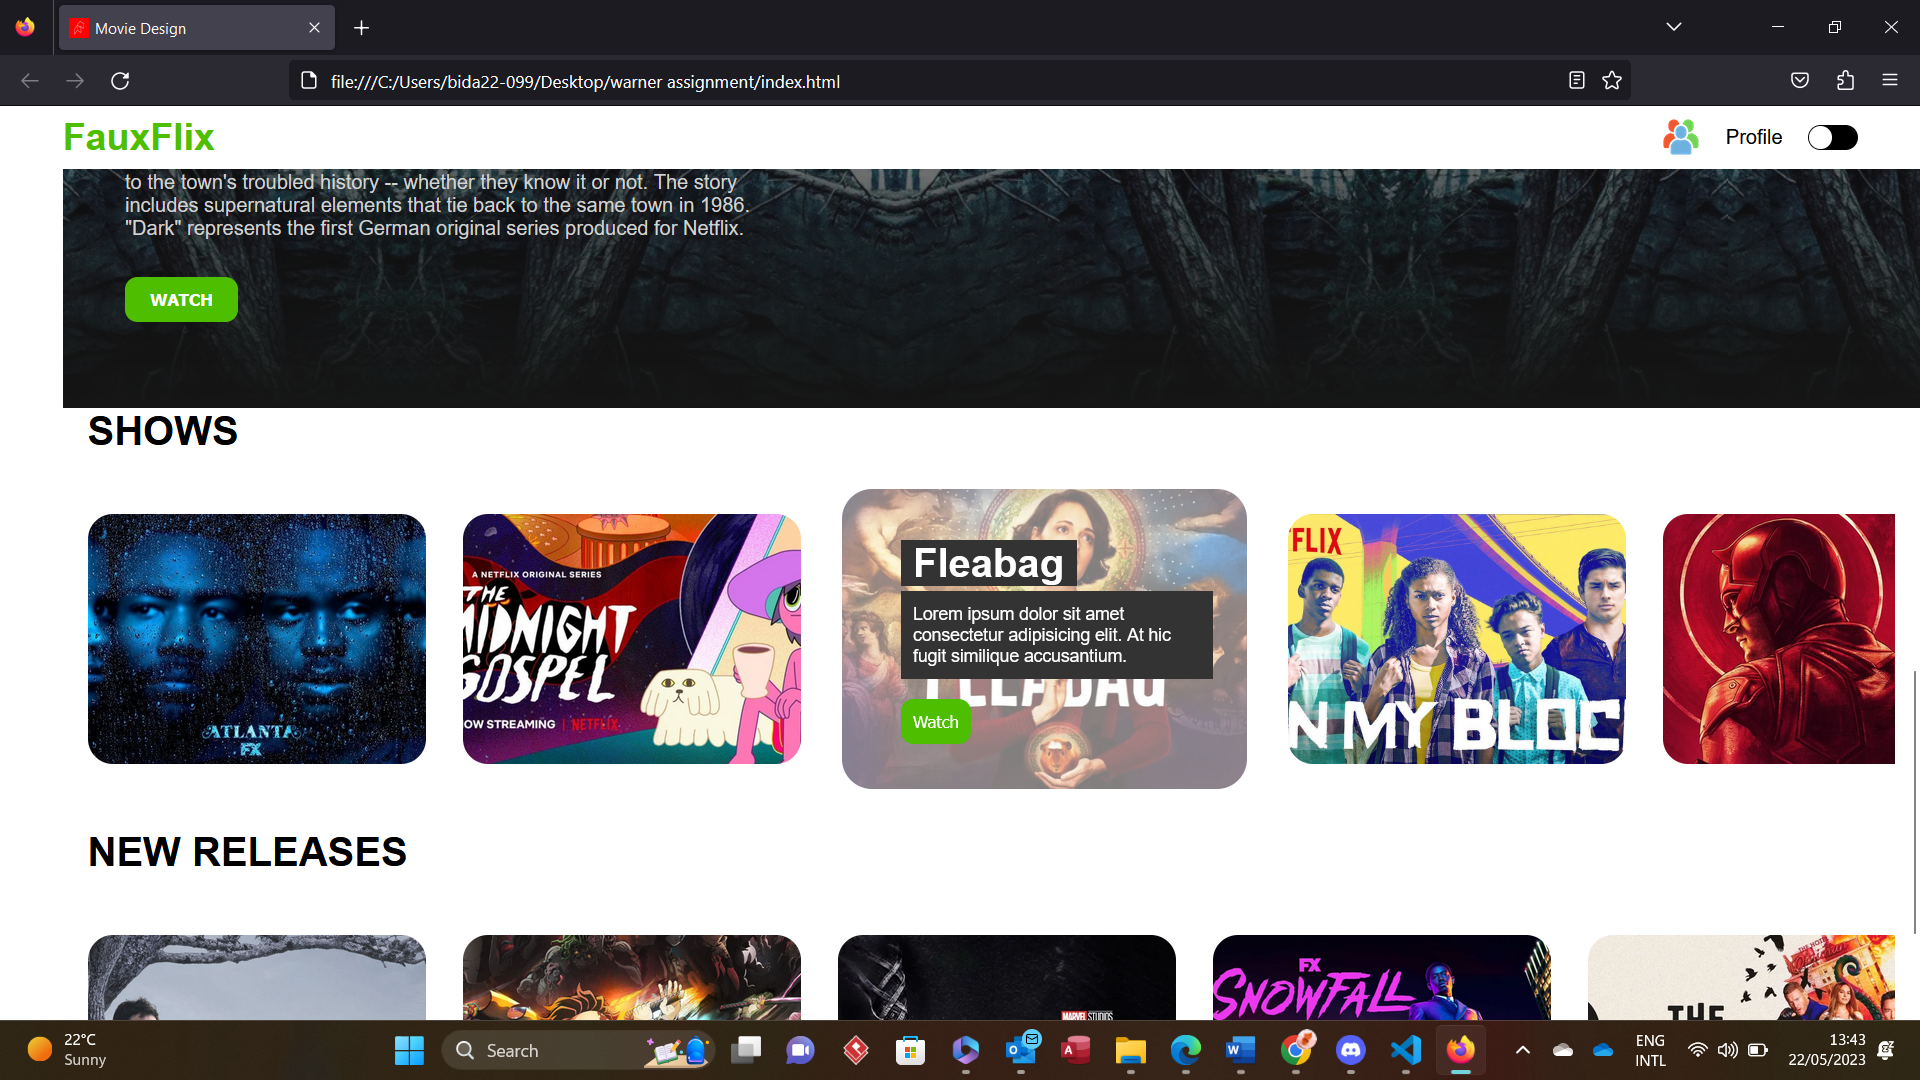 Movie Design
file:///C:/Users/bida22-099/Desktop/warner assignment/index.html
FauxFlix
Profile
to the town's troubled history -- whether they know it or not. The story
includes supernatural elements that tie back to the same town in 1986.
"Dark" represents the first German original series produced for Netflix.
WATCH
SHOWS
ATLANTA
FX
A NETFLIX ORIGINAL SERIES
THE
MIDNIGHT
GOSPEL
OW STREAMING | NETFLIX
Fleabag
Lorem ipsum dolor sit amet
consectetur adipisicing elit. At hic
fugit similique accusantium.
FLEABAG
Watch
FLIX
N MY BLOC
NEW RELEASES
MARVEL STUDIOS
FX
SNOWFALL
THE
22°C
Sunny
Search
ENG
INTL
13:43
22/05/2023